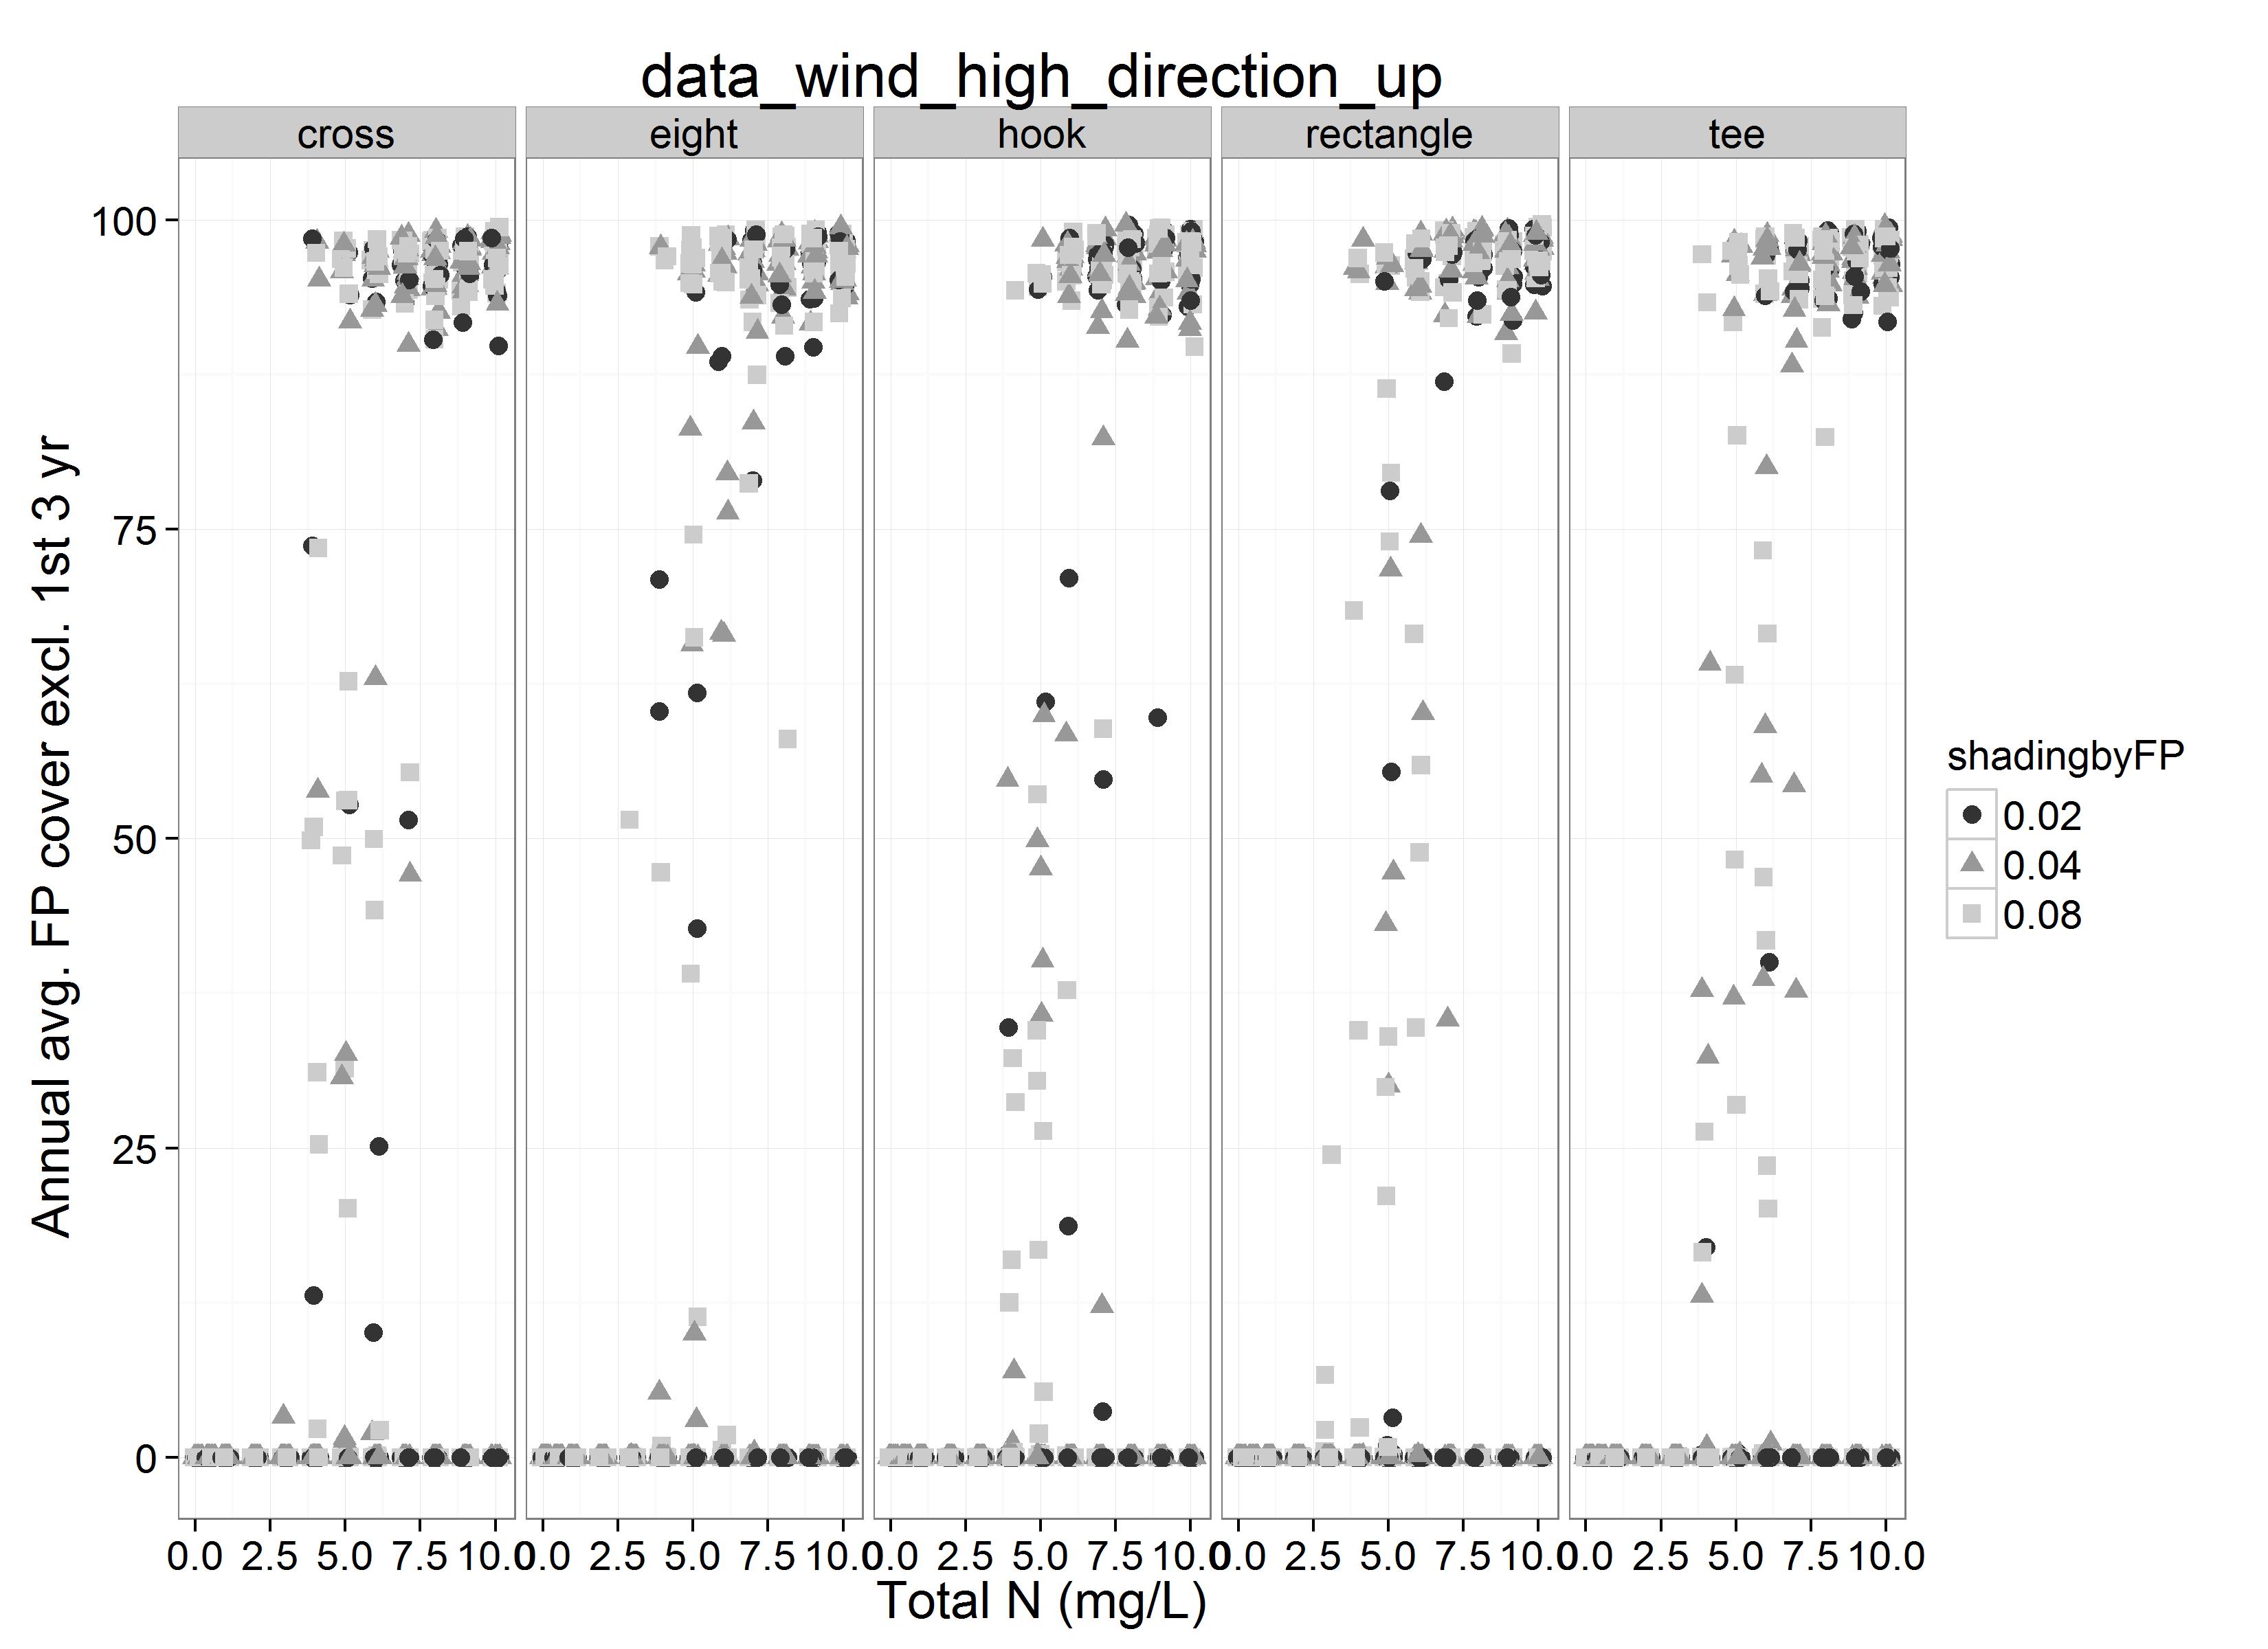 data_wind_high_direction_up
cross eight hook rectangle tee
Annual avg. FP cover excl. 1st 3 yr
100
75
50
25
0
0.0 2.5 5.0 7.5 10.0 0.0 2.5 5.0 7.5 10.0 0.0 2.5 5.0 7.5 10.0 0.0 2.5 5.0 7.5 10.0 0.0 2.5 5.0 7.5 10.0
Total N (mg/L)
shadingbyFP
0.02
0.04
0.08